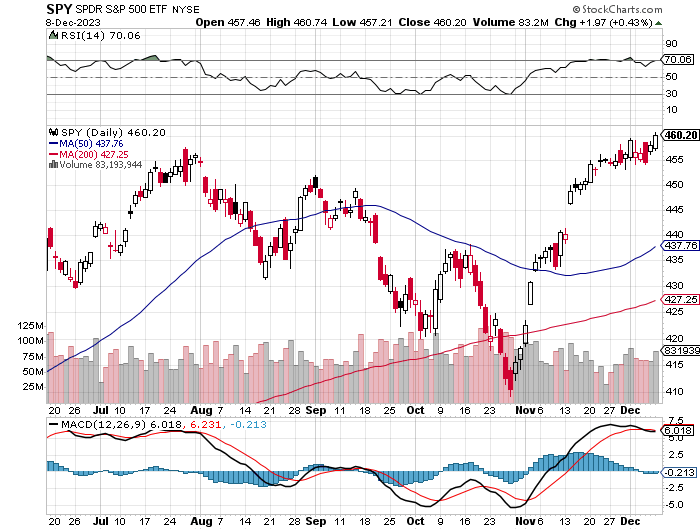 SPY SPDR S&P 500 ETF NYSE © StockCharts.com
8-Dec-2023 Open 457.46 High 460.74 Low 457.21 Close 460.20 Volume 83.2M Chg +1.97 (+0.43%)
RSI(14) 70.06
90
70.06
50
30
10
SPY (Daily) 460.20
MA(50) 437.76
MA(200) 427.25
Volume 83,193,944
460.20
455
450
445
440
437.76
435
430
427.25
425
420
415
410
125M
100M
75M
50M
25M
83193944
20 26 Jul 10 17 24 Aug 7 14 21 28 Sep 11 18 25 Oct 9 16 23 Nov 6 13 20 27 Dec
MACD(12,26,9) 6.018, 6.231, -0.213
7.5
6.018
5.0
2.5
-0.213
-2.5
-5.0
20 26 Jul 10 17 24 Aug 7 14 21 28 Sep 11 18 25 Oct 9 16 23 Nov 6 13 20 27 Dec